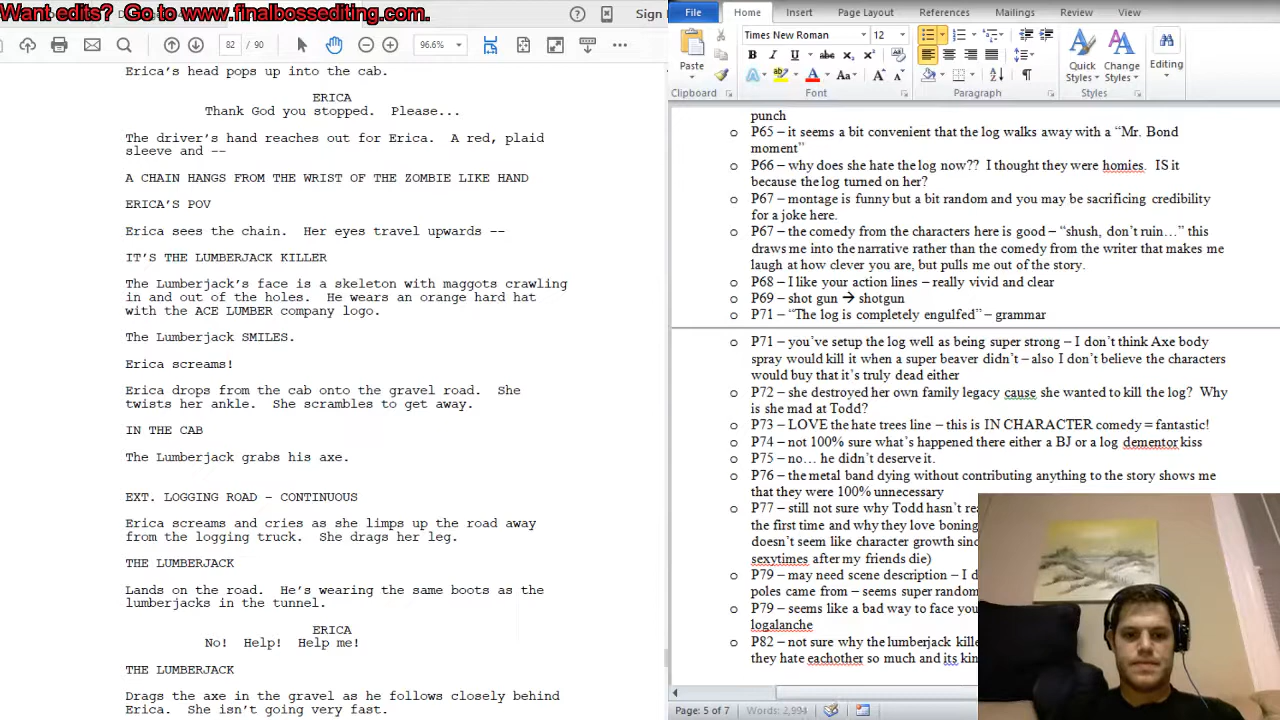 Want edits?  Go to www.finalbossediting.com.
Sign
82
90
96.6%
Erica's head pops up into the cab.
ERICA
Thank God you stopped.  Please...
The driver's hand reaches out for Erica.  A red, plaid
sleeve and --
A CHAIN HANGS FROM THE WRIST OF THE ZOMBIE LIKE HAND
ERICA'S POV
Erica sees the chain.  Her eyes travel upwards --
IT'S THE LUMBERJACK KILLER
The Lumberjack's face is a skeleton with maggots crawling
in and out of the holes.  He wears an orange hard hat
with the ACE LUMBER company logo.
The Lumberjack SMILES.
Erica screams!
Erica drops from the cab onto the gravel road.  She
twists her ankle.  She scrambles to get away.
IN THE CAB
The Lumberjack grabs his axe.
EXT. LOGGING ROAD – CONTINUOUS
Erica screams and cries as she limps up the road away
from the logging truck.  She drags her leg.
THE LUMBERJACK
Lands on the road.  He's wearing the same boots as the
lumberjacks in the tunnel.
ERICA
No!  Help!  Help me!
THE LUMBERJACK
Drags the axe in the gravel as he follows closely behind
Erica.  She isn't going very fast.
File Home Insert Page Layout References Mailings Review View
Times New Roman 12
Paste
Quick Styles
Change Styles
Editing
Clipboard Font Paragraph Styles
punch
o P65 – it seems a bit convenient that the log walks away with a “Mr. Bond
moment”
o P66 – why does she hate the log now??  I thought they were homies.  IS it
because the log turned on her?
o P67 – montage is funny but a bit random and you may be sacrificing credibility
for a joke here.
o P67 – the comedy from the characters here is good – “shush, don't ruin…” this
draws me into the narrative rather than the comedy from the writer that makes me
laugh at how clever you are, but pulls me out of the story.
o P68 – I like your action lines – really vivid and clear
o P69 – shot gun → shotgun
o P71 – “The log is completely engulfed” – grammar
o P71 – you've setup the log well as being super strong – I don't think Axe body
spray would kill it when a super beaver didn't – also I don't believe the characters
would buy that it's truly dead either
o P72 – she destroyed her own family legacy cause she wanted to kill the log?  Why
is she mad at Todd?
o P73 – LOVE the hate trees line – this is IN CHARACTER comedy = fantastic!
o P74 – not 100% sure what's happened there either a BJ or a log dementor kiss
o P75 – no… he didn't deserve it.
o P76 – the metal band dying without contributing anything to the story shows me
that they were 100% unnecessary
o P77 – still not sure why Todd hasn't
the first time and why they love boning
doesn't seem like character growth
sexytimes after my friends die)
o P79 – may need scene description – I
poles came from – seems super random
o P79 – seems like a bad way to face
logalanche
o P82 – not sure why the lumberjack
they hate eachother so much and its
Page: 5 of 7
Words: 2,994